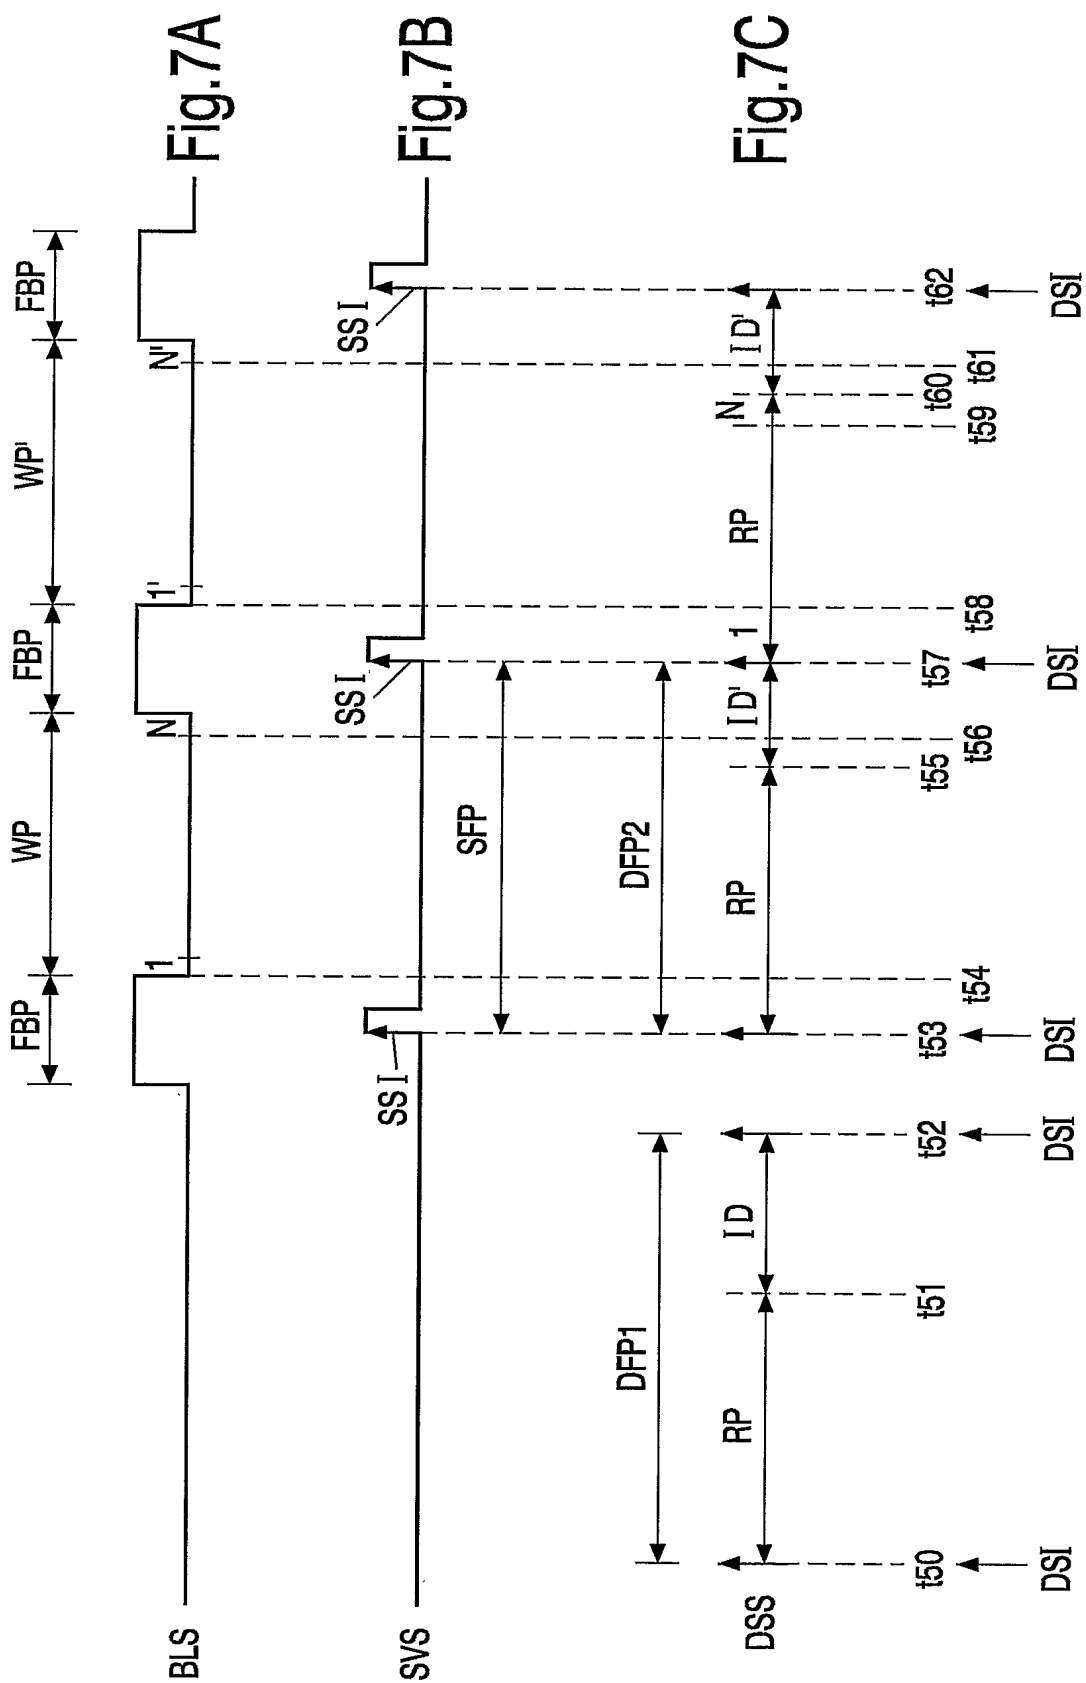 FBP WP FBP WP' FBP
BLS 1 N 1' N' Fig.7A
SVS SSI SSI SSI Fig.7B
SFP
DFP1 DFP2
DSS RP ID RP ID' 1 RP N ID' Fig.7C
t50 t51 t52 t53 t55 t57 t60 t62
t54 t56 t58 t59 t61
DSI DSI DSI DSI DSI